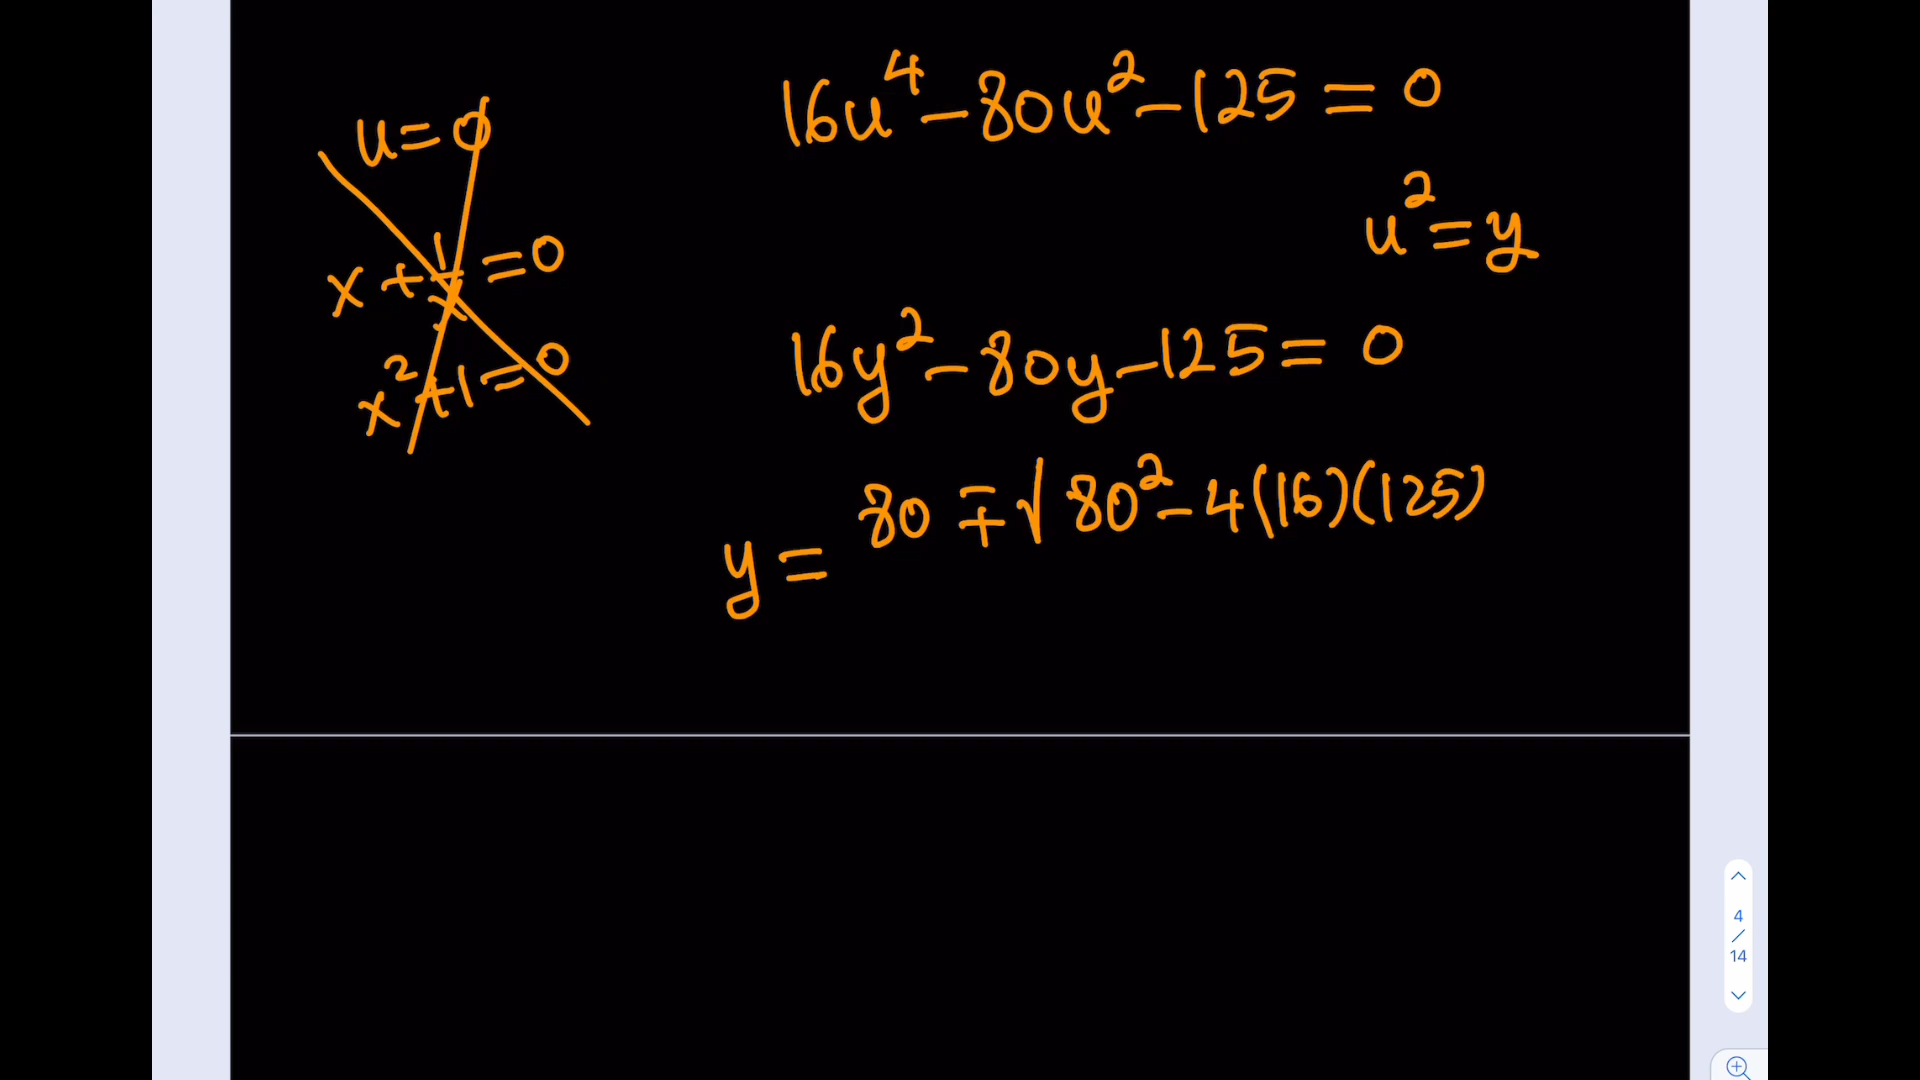 u=0
x + 1/x = 0
x² + 1 = 0
16u⁴ - 80u² - 125 = 0
u² = y
16y² - 80y - 125 = 0
y = 80 ∓ √80² - 4(16)(125)
4
/
14